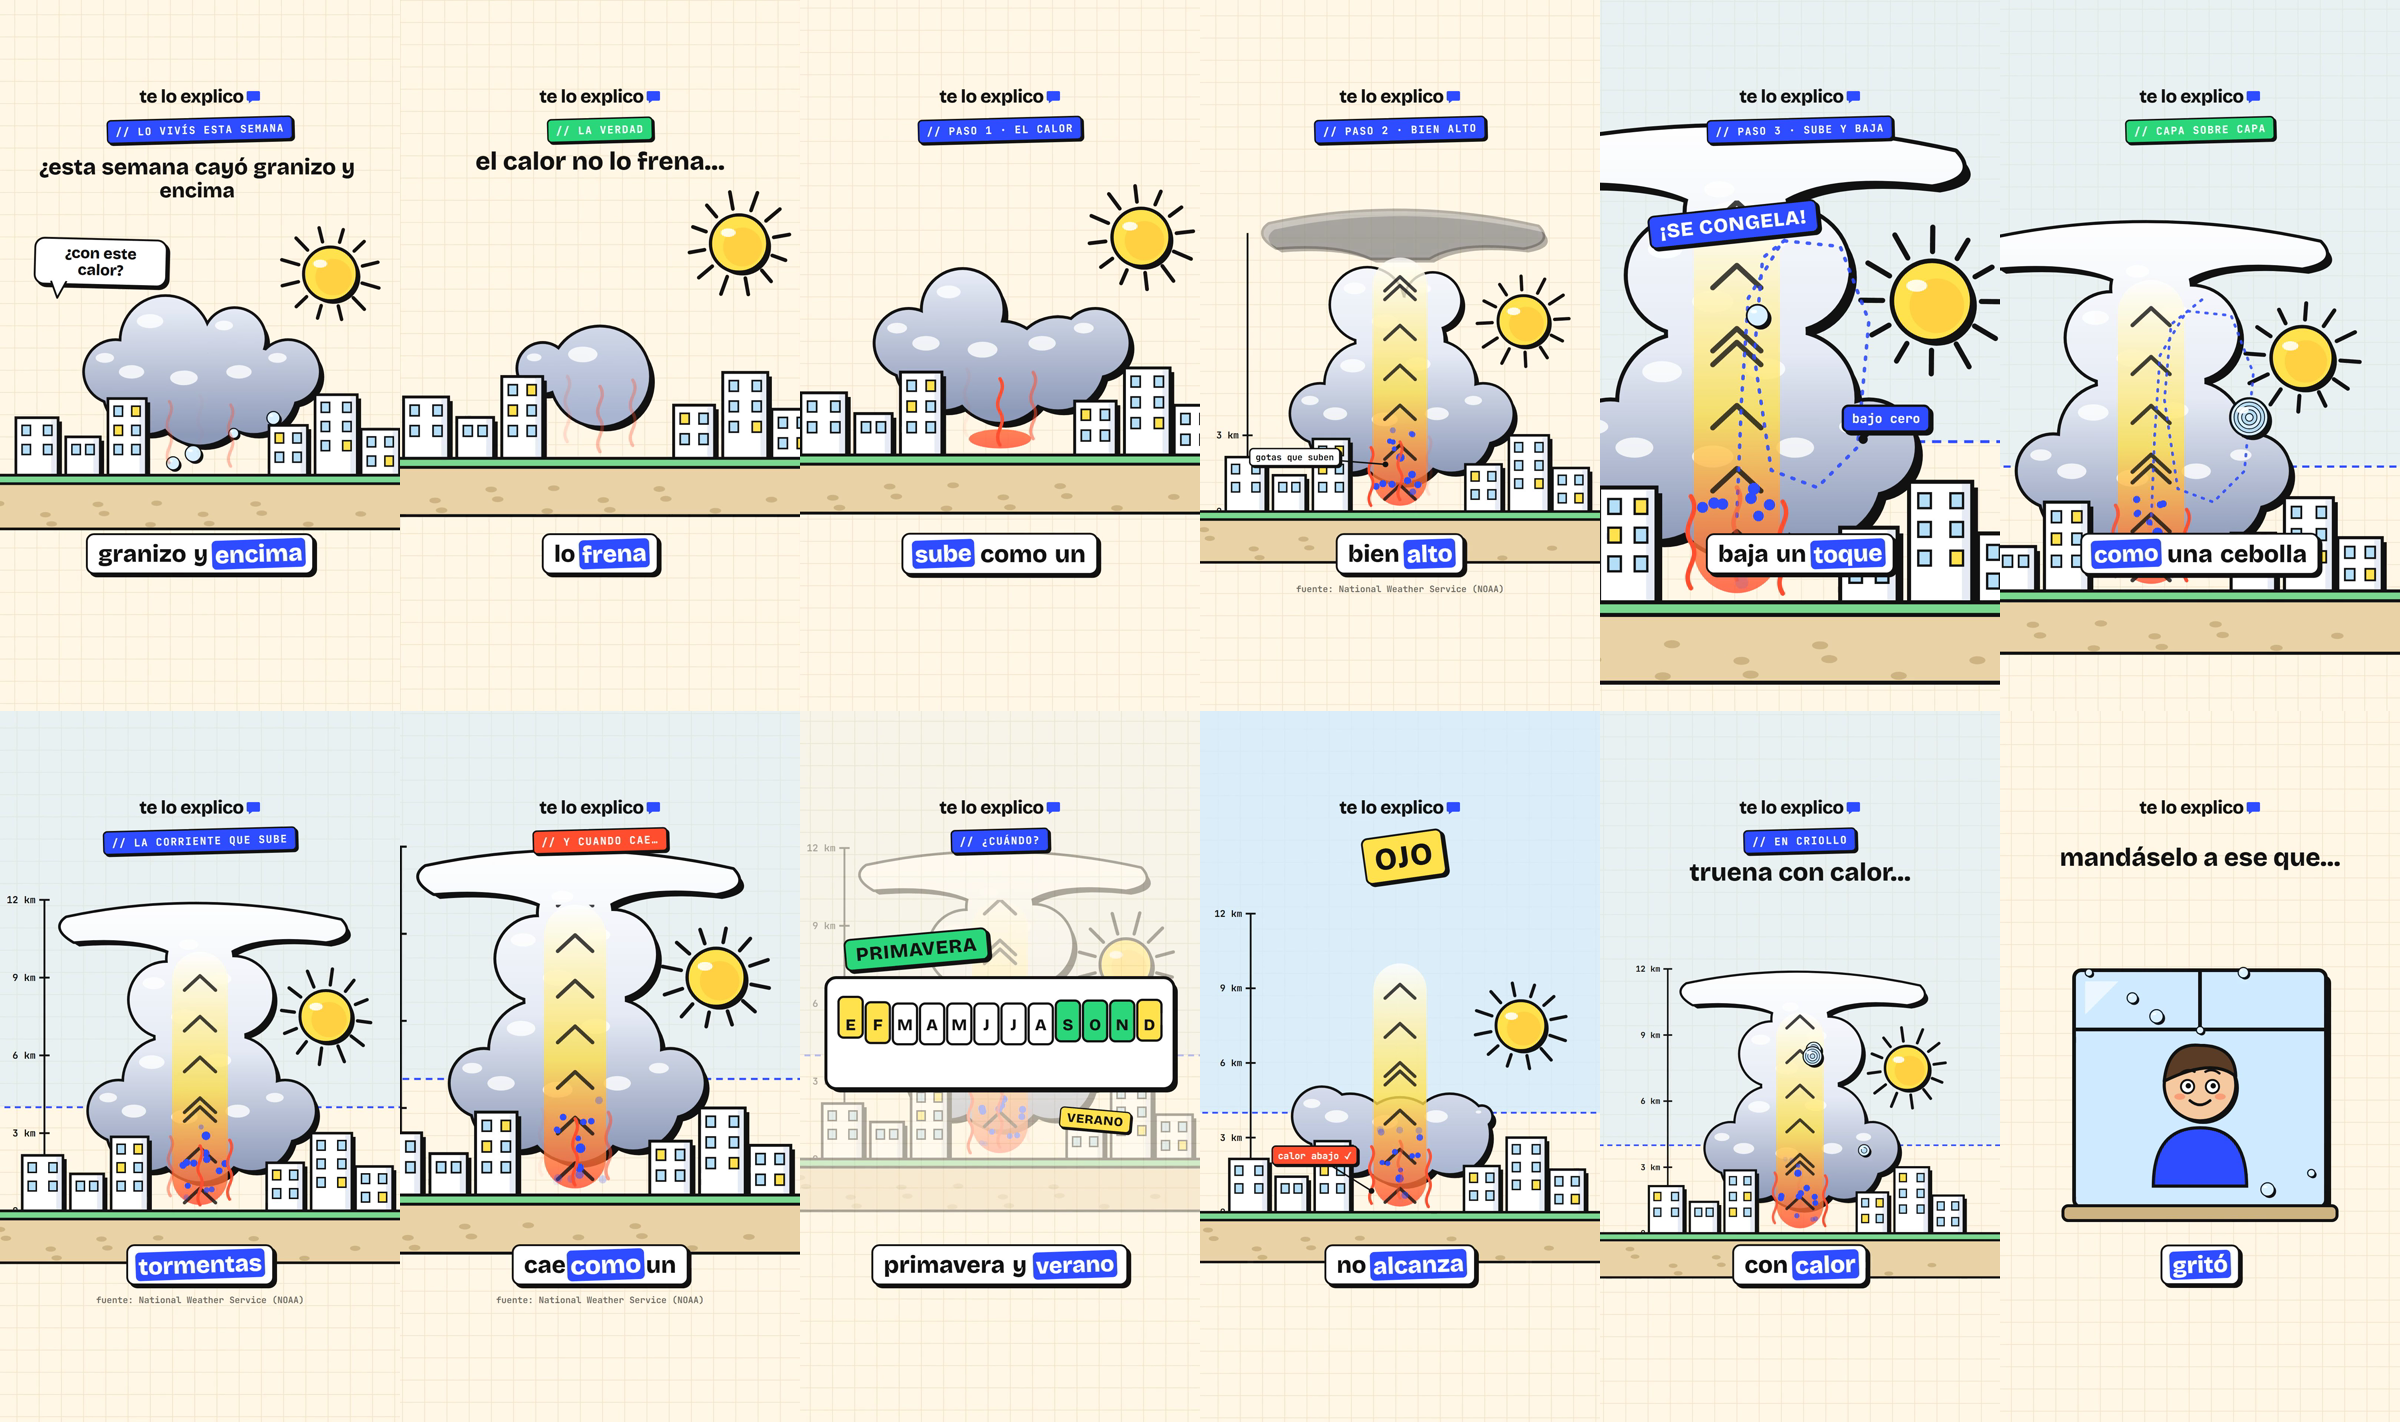 te lo explico
// LO VIVÍS ESTA SEMANA
¿esta semana cayó granizo y
encima
¿con este
calor?
granizo y encima
te lo explico
// LA VERDAD
el calor no lo frena...
lo frena
te lo explico
// PASO 1 · EL CALOR
sube como un
te lo explico
// PASO 2 · BIEN ALTO
3 km
gotas que suben
bien alto
fuente: National Weather Service (NOAA)
te lo explico
// PASO 3 · SUBE Y BAJA
¡SE CONGELA!
bajo cero
baja un toque
te lo explico
// CAPA SOBRE CAPA
como una cebolla
te lo explico
// LA CORRIENTE QUE SUBE
12 km
9 km
6 km
3 km
tormentas
fuente: National Weather Service (NOAA)
te lo explico
// Y CUANDO CAE...
cae como un
fuente: National Weather Service (NOAA)
te lo explico
// ¿CUÁNDO?
12 km
9 km
PRIMAVERA
6
E F M A M J J A S O N D
3
VERANO
primavera y verano
te lo explico
OJO
12 km
9 km
6 km
3 km
calor abajo ✓
no alcanza
te lo explico
// EN CRIOLLO
truena con calor...
12 km
9 km
6 km
3 km
con calor
te lo explico
mandáselo a ese que...
gritó